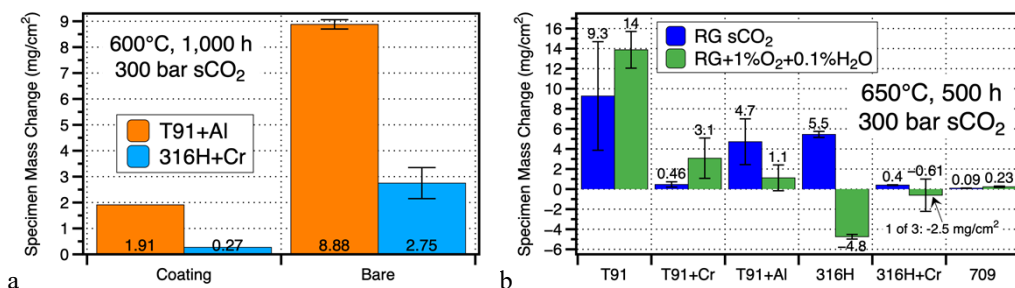 Specimen Mass Change (mg/cm²)
9
8
7
6
5
4
3
2
1
0
600°C, 1,000 h
300 bar sCO₂
T91+Al
316H+Cr
1.91
0.27
8.88
2.75
Coating
Bare
a
Specimen Mass Change (mg/cm²)
16
14
12
10
8
6
4
2
0
−2
−4
−6
RG sCO₂
RG+1%O₂+0.1%H₂O
650°C, 500 h
300 bar sCO₂
9.3
14
0.46
3.1
4.7
1.1
5.5
−4.8
0.4
−0.61
0.09
0.23
1 of 3: -2.5 mg/cm²
T91
T91+Cr
T91+Al
316H
316H+Cr
709
b